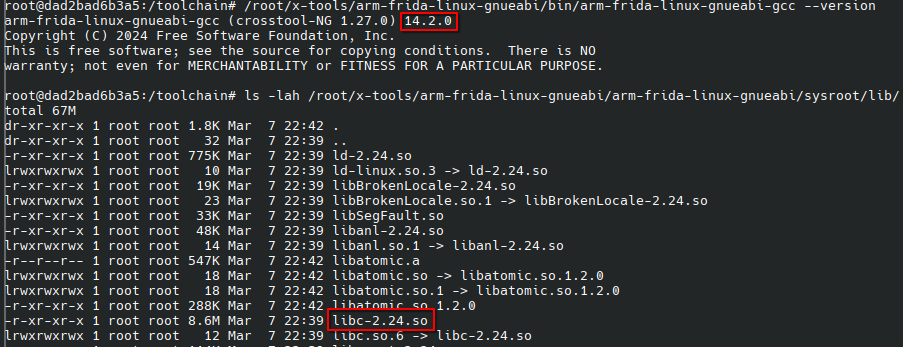 root@dad2bad6b3a5:/toolchain# /root/x-tools/arm-frida-linux-gnueabi/bin/arm-frida-linux-gnueabi-gcc --version
arm-frida-linux-gnueabi-gcc (crosstool-NG 1.27.0) 14.2.0
Copyright (C) 2024 Free Software Foundation, Inc.
This is free software; see the source for copying conditions.  There is NO
warranty; not even for MERCHANTABILITY or FITNESS FOR A PARTICULAR PURPOSE.

root@dad2bad6b3a5:/toolchain# ls -lah /root/x-tools/arm-frida-linux-gnueabi/arm-frida-linux-gnueabi/sysroot/lib/
total 67M
dr-xr-xr-x 1 root root 1.8K Mar  7 22:42 .
dr-xr-xr-x 1 root root   32 Mar  7 22:39 ..
-r-xr-xr-x 1 root root 775K Mar  7 22:39 ld-2.24.so
lrwxrwxrwx 1 root root   10 Mar  7 22:39 ld-linux.so.3 -> ld-2.24.so
-r-xr-xr-x 1 root root  19K Mar  7 22:39 libBrokenLocale-2.24.so
lrwxrwxrwx 1 root root   23 Mar  7 22:39 libBrokenLocale.so.1 -> libBrokenLocale-2.24.so
-r-xr-xr-x 1 root root  33K Mar  7 22:39 libSegFault.so
-r-xr-xr-x 1 root root  48K Mar  7 22:39 libanl-2.24.so
lrwxrwxrwx 1 root root   14 Mar  7 22:39 libanl.so.1 -> libanl-2.24.so
-r--r--r-- 1 root root 547K Mar  7 22:42 libatomic.a
lrwxrwxrwx 1 root root   18 Mar  7 22:42 libatomic.so -> libatomic.so.1.2.0
lrwxrwxrwx 1 root root   18 Mar  7 22:42 libatomic.so.1 -> libatomic.so.1.2.0
-r-xr-xr-x 1 root root 288K Mar  7 22:42 libatomic.so.1.2.0
-r-xr-xr-x 1 root root 8.6M Mar  7 22:39 libc-2.24.so
lrwxrwxrwx 1 root root   12 Mar  7 22:39 libc.so.6 -> libc-2.24.so